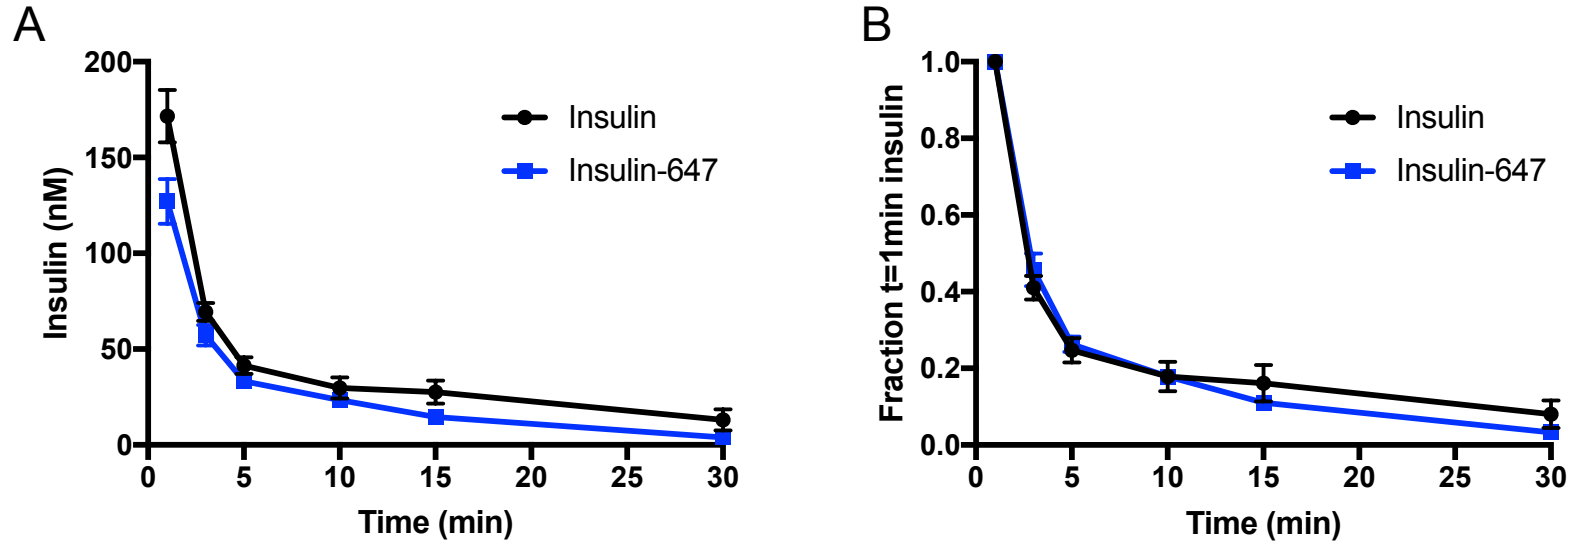 A
Insulin (nM)
200
150
100
50
0
0 5 10 15 20 25 30
Time (min)
Insulin
Insulin-647
B
Fraction t=1min insulin
1.0
0.8
0.6
0.4
0.2
0.0
0 5 10 15 20 25 30
Time (min)
Insulin
Insulin-647